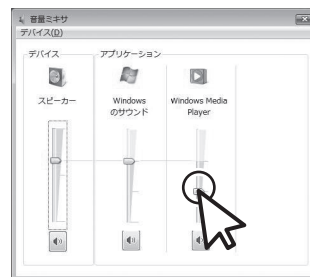 音量ミキサ
デバイス(D)
デバイス
アプリケーション
スピーカー
Windows
のサウンド
Windows Media
Player